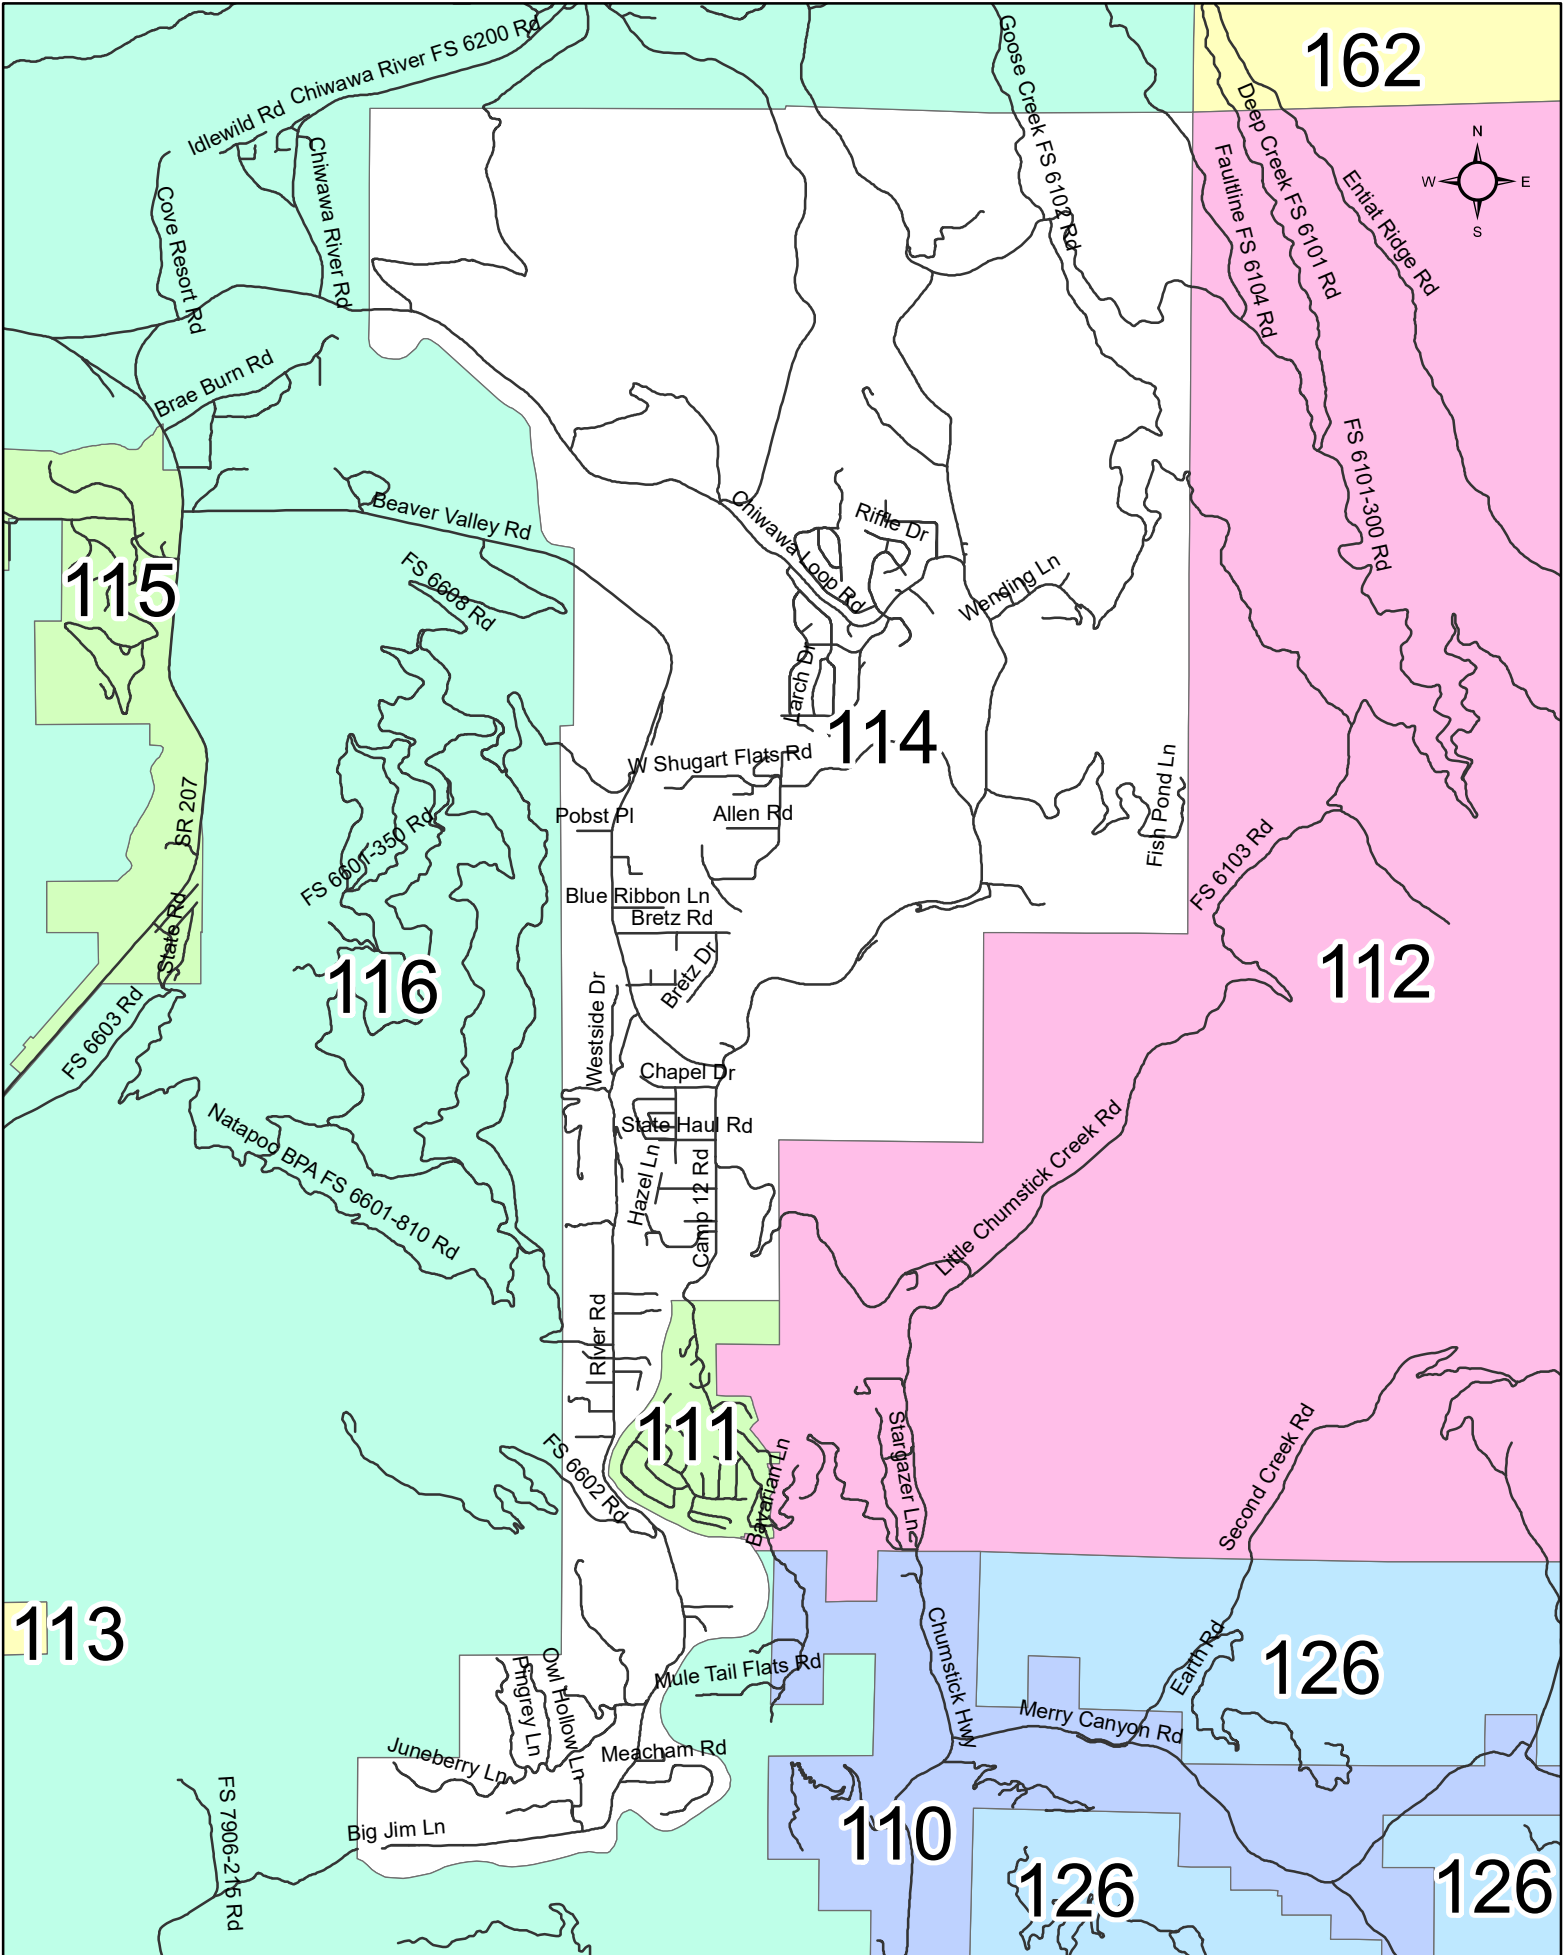 Idlewild Rd
Chiwawa River FS 6200 Rd
Goose Creek FS 6102 Rd
162
Deep Creek FS 6101 Rd
Faultline FS 6104 Rd
Entiat Ridge Rd
N
W
E
S
Chiwawa River Rd
Cove Resort Rd
Brae Burn Rd
Beaver Valley Rd
Chiwawa Loop Rd
Riffle Dr
FS 6101-300 Rd
115
FS 6608 Rd
Wending Ln
Larch Dr
114
W Shugart Flats Rd
Pobst Pl
Allen Rd
Fish Pond Ln
SR 207
FS 6601-350 Rd
FS 6103 Rd
Blue Ribbon Ln
Bretz Rd
Bretz Dr
State Rd
116
112
FS 6603 Rd
Westside Dr
Chapel Dr
State Haul Rd
Natapoc BPA FS 6601-810 Rd
Hazel Ln
Camp 12 Rd
Little Chumstick Creek Rd
River Rd
111
FS 6602 Rd
Bavarian Ln
Stargazer Ln
Second Creek Rd
113
Chumstick Hwy
Earth Rd
126
Owl Hollow Ln
Pingrey Ln
Mule Tail Flats Rd
Merry Canyon Rd
Juneberry Ln
Meacham Rd
FS 7906-215 Rd
Big Jim Ln
110
126
126